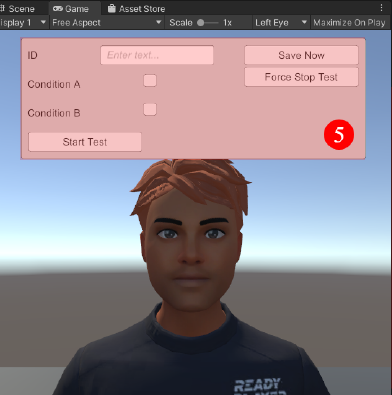 Scene Game Asset Store
isplay 1 Free Aspect Scale 1x Left Eye Maximize On Play
ID Enter text... Save Now
Condition A Force Stop Test
Condition B
Start Test
5
READY
PLAYER